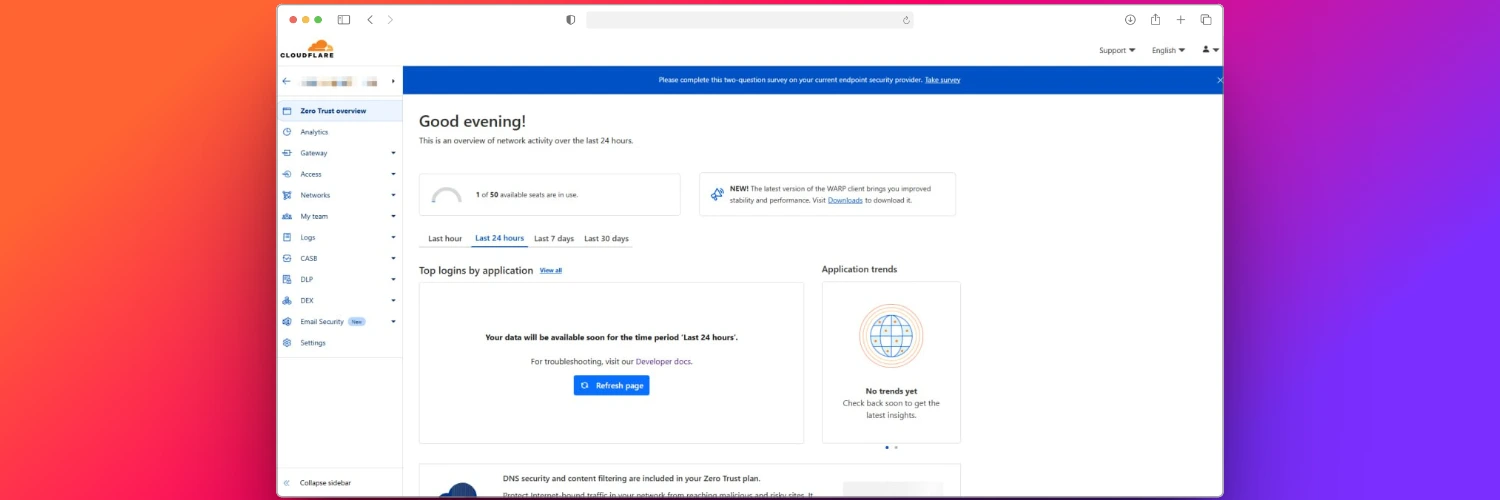 CLOUDFLARE
Support
English
Please complete this two-question survey on your current endpoint security provider. Take survey
Zero Trust overview
Analytics
Gateway
Access
Networks
My team
Logs
CASB
DLP
DEX
Email Security New
Settings
Collapse sidebar
Good evening!
This is an overview of network activity over the last 24 hours.
1 of 50 available seats are in use.
NEW! The latest version of the WARP client brings you improved
stability and performance. Visit Downloads to download it.
Last hour Last 24 hours Last 7 days Last 30 days
Top logins by application View all
Your data will be available soon for the time period 'Last 24 hours'.
For troubleshooting, visit our Developer docs.
Refresh page
Application trends
No trends yet
Check back soon to get the
latest insights.
DNS security and content filtering are included in your Zero Trust plan.
Protect Internet-bound traffic in your network from reaching malicious and risky sites. It